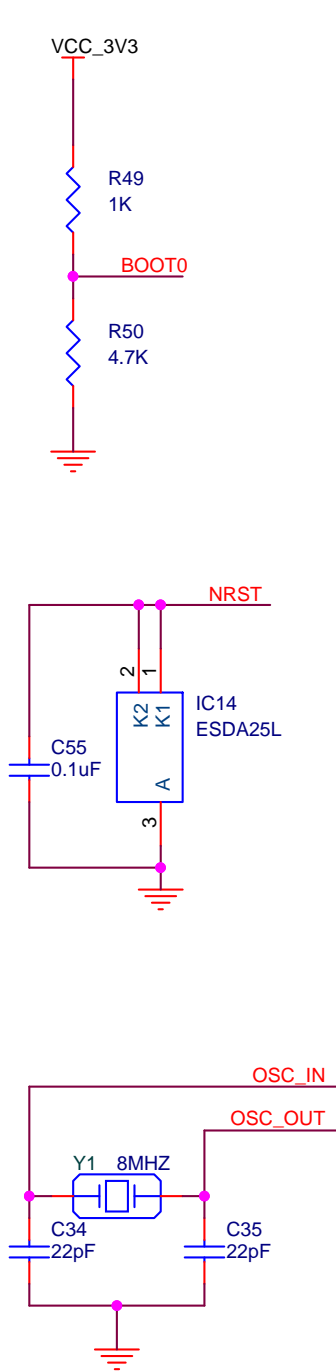 VCC_3V3
R49
1K
BOOT0
R50
4.7K
NRST
2
1
K2
K1
IC14
ESDA25L
C55
0.1uF
A
3
OSC_IN
OSC_OUT
Y1 8MHZ
C34
22pF
C35
22pF